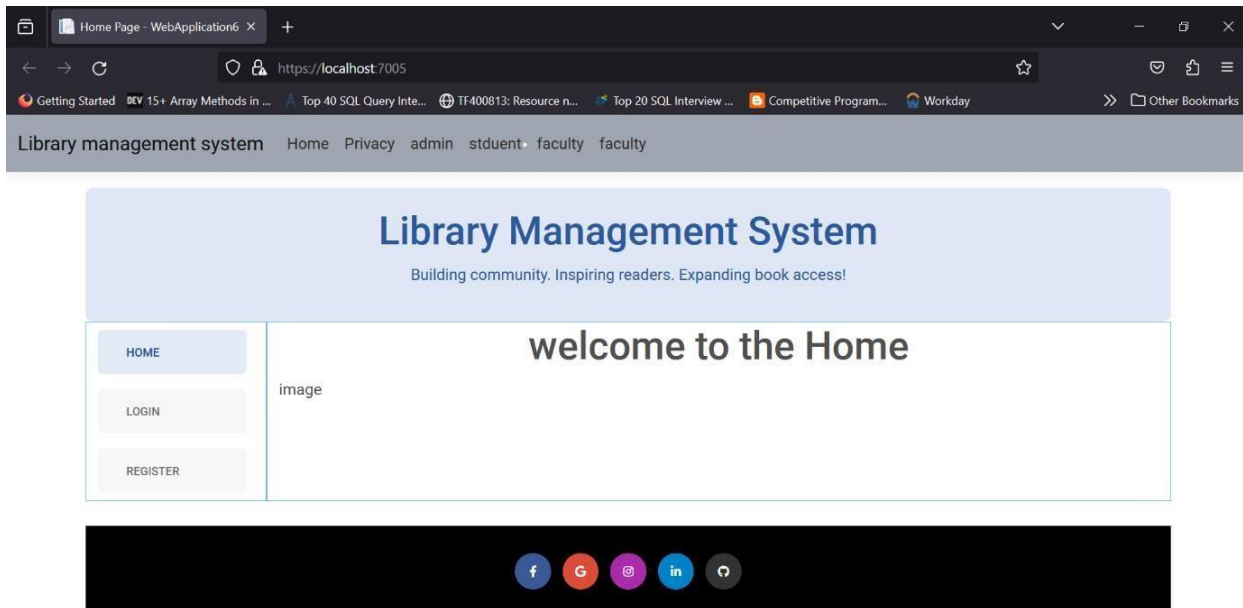 Home Page - WebApplication6
https://localhost:7005
Getting Started DEV 15+ Array Methods in ... Top 40 SQL Query Inte... TF400813: Resource n... Top 20 SQL Interview ... Competitive Program... Workday Other Bookmarks
Library management system Home Privacy admin stduent faculty faculty
Library Management System
Building community. Inspiring readers. Expanding book access!
HOME
welcome to the Home
image
LOGIN
REGISTER
f G in